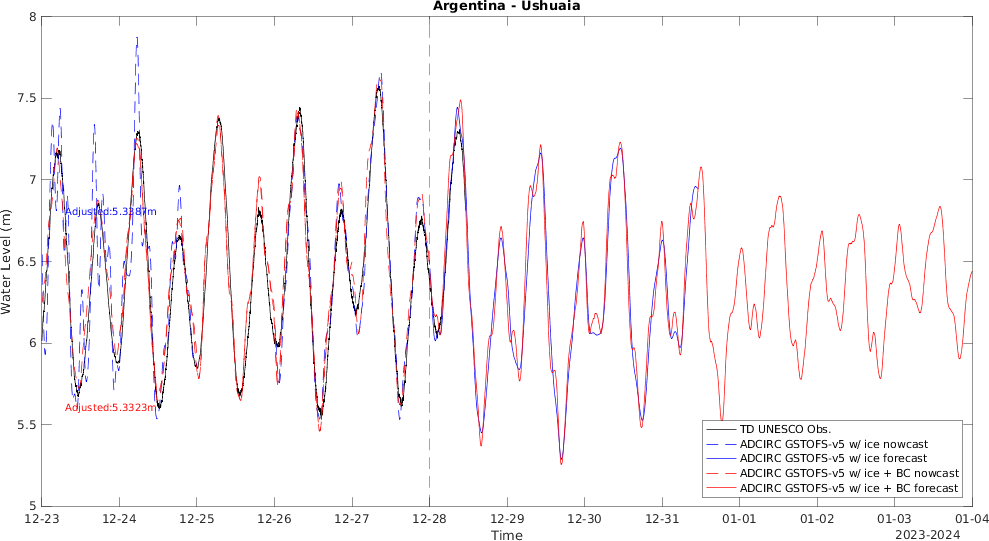 Argentina - Ushuaia
8
7.5
7
6.5
6
5.5
5
Water Level (m)
Adjusted:5.3387m
Adjusted:5.3323m
TD UNESCO Obs.
ADCIRC GSTOFS-v5 w/ ice nowcast
ADCIRC GSTOFS-v5 w/ ice forecast
ADCIRC GSTOFS-v5 w/ ice + BC nowcast
ADCIRC GSTOFS-v5 w/ ice + BC forecast
12-23 12-24 12-25 12-26 12-27 12-28 12-29 12-30 12-31 01-01 01-02 01-03 01-04
Time
2023-2024